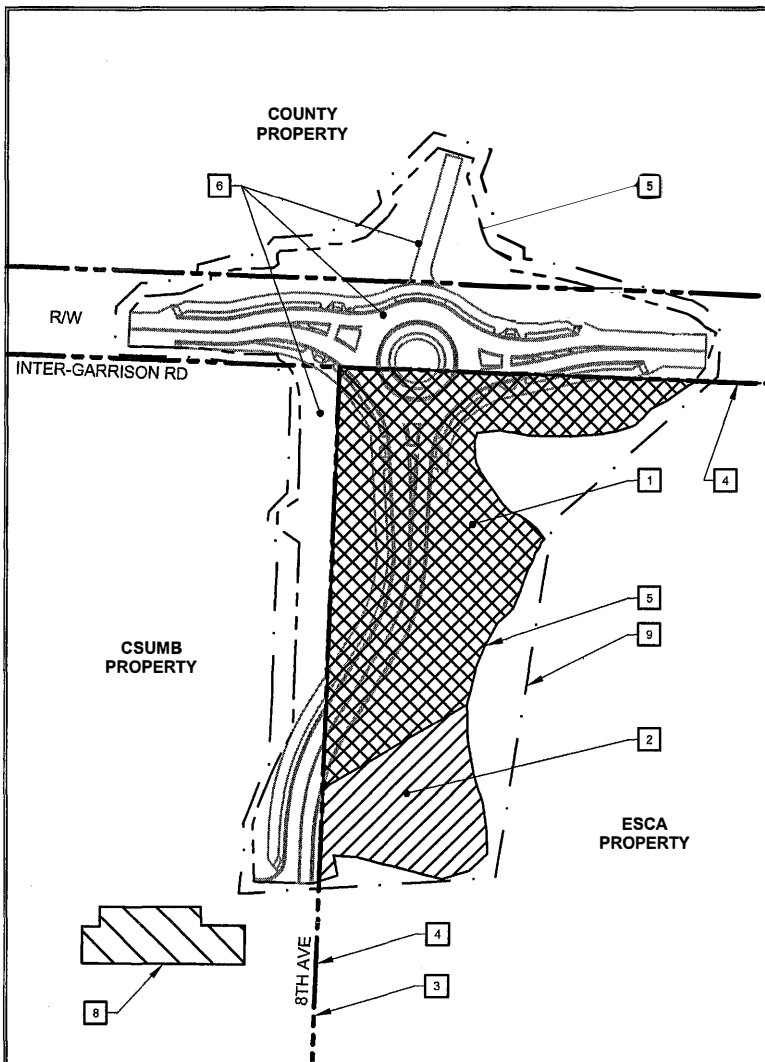 COUNTY
PROPERTY
6
5
R/W
INTER-GARRISON RD
4
1
5
CSUMB
PROPERTY
9
2
ESCA
PROPERTY
8TH AVE
4
3
8